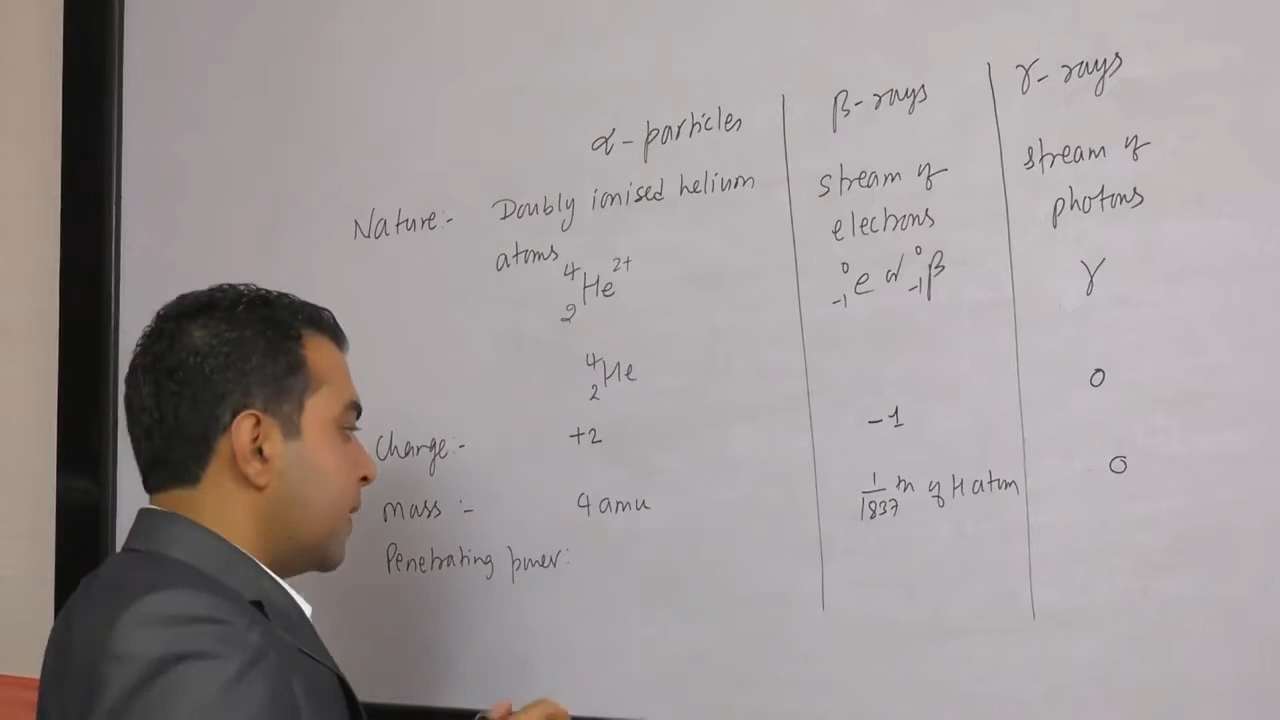 α-particles β-rays γ-rays
Nature:- Doubly ionised helium stream of stream of
atoms electrons photons
⁴₂He²⁺ ⁰₋₁e or ⁰₋₁β γ
⁴₂He
Charge:- +2 -1 0
mass :- 4 amu 1/1837 m of H atom 0
Penetrating power: